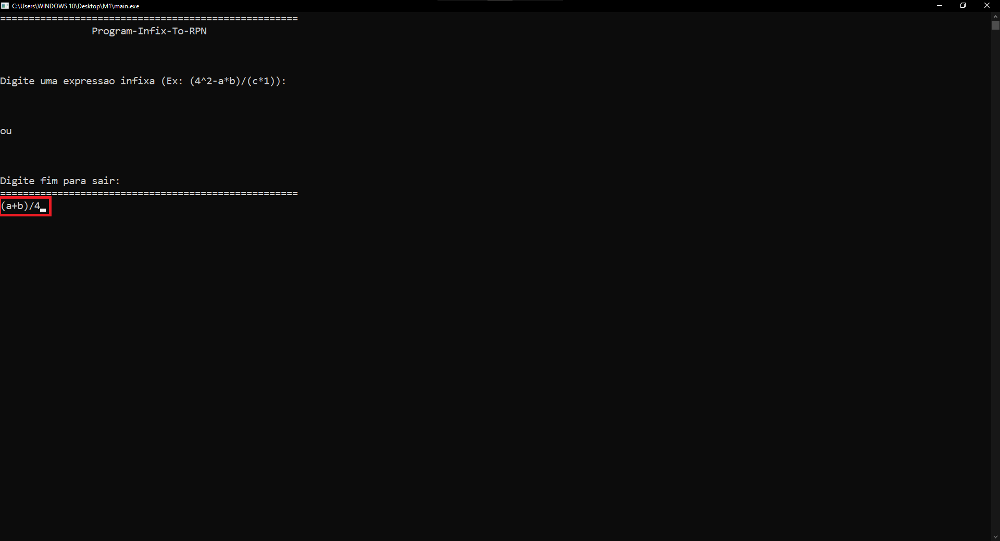 C:\Users\WINDOWS 10\Desktop\M1\main.exe
====================================================
Program-Infix-To-RPN
Digite uma expressao infixa (Ex: (4^2-a*b)/(c*1)):
ou
Digite fim para sair:
====================================================
(a+b)/4